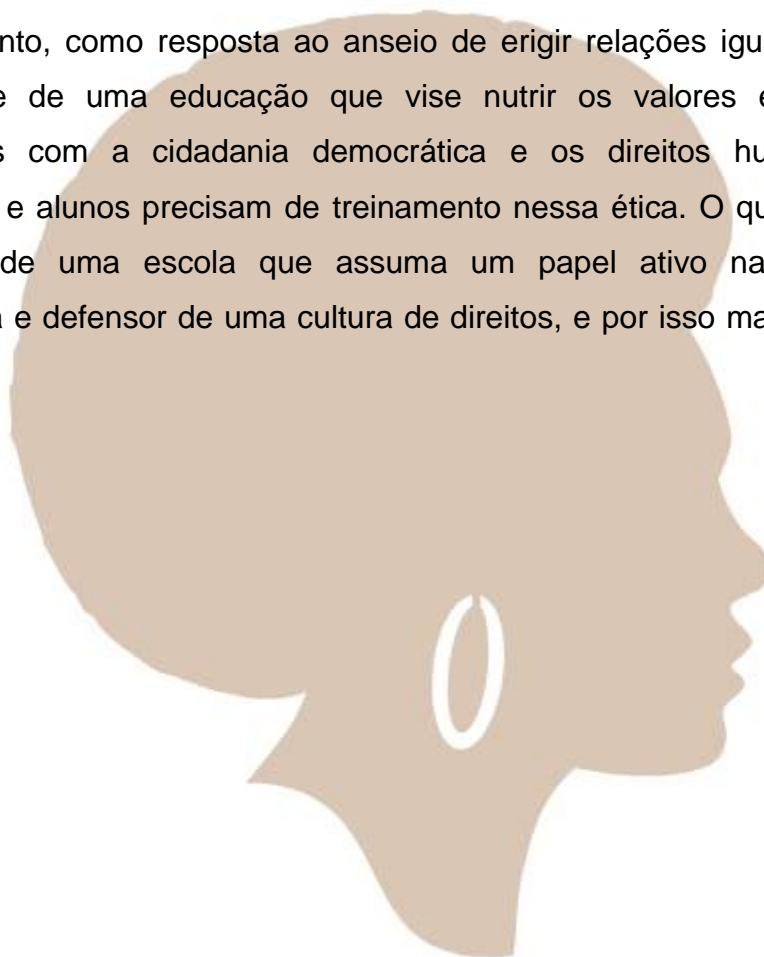 nto, como resposta ao anseio de erigir relações igu
e de uma educação que vise nutrir os valores e
s com a cidadania democrática e os direitos hu
e alunos precisam de treinamento nessa ética. O qu
de uma escola que assuma um papel ativo na
a e defensor de uma cultura de direitos, e por isso ma